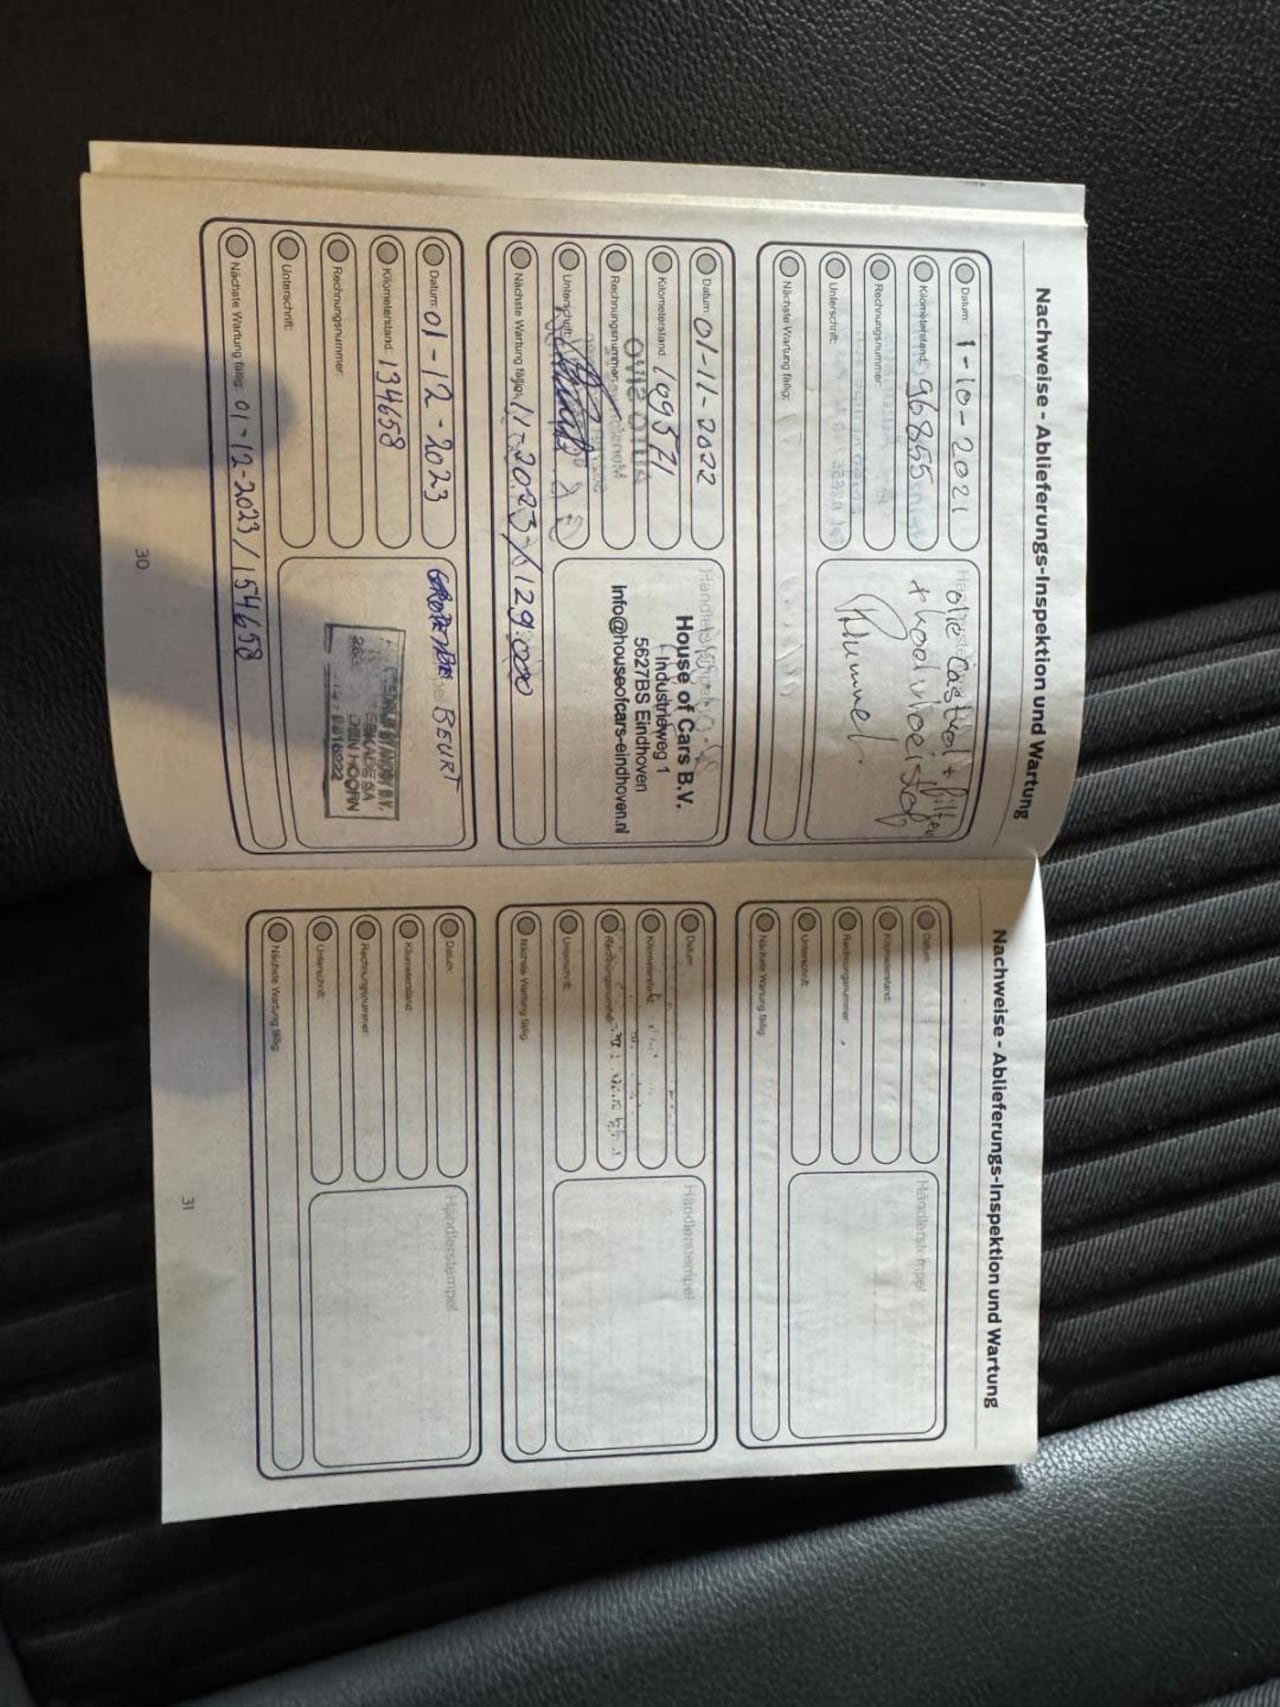 Nachweise - Ablieferungs-Inspektion und Wartung
Datum: 1-10-2021
Kilometerstand: 96855
Rechnungsnummer:
Unterschrift:
Nächste Wartung fällig:
olie Castrol + filter
+ koelvloeistof
Datum: 01-11-2022
Kilometerstand: 109571
Rechnungsnummer:
Unterschrift:
Nächste Wartung fällig: 11-2023 / 129.000
House of Cars B.V.
Industrieweg 1
5627BS Eindhoven
info@houseofcars-eindhoven.nl
Datum: 01-12-2023
Kilometerstand: 134658
Rechnungsnummer:
Unterschrift:
Nächste Wartung fällig: 01-12-2023 / 154658
BEURT
DEN HOORN
30
Nachweise - Ablieferungs-Inspektion und Wartung
Datum:
Kilometerstand:
Rechnungsnummer:
Unterschrift:
Nächste Wartung fällig:
Händlerstempel
Datum:
Kilometerstand:
Rechnungsnummer:
Unterschrift:
Nächste Wartung fällig:
Händlerstempel
Datum:
Kilometerstand:
Rechnungsnummer:
Unterschrift:
Nächste Wartung fällig:
Händlerstempel
31